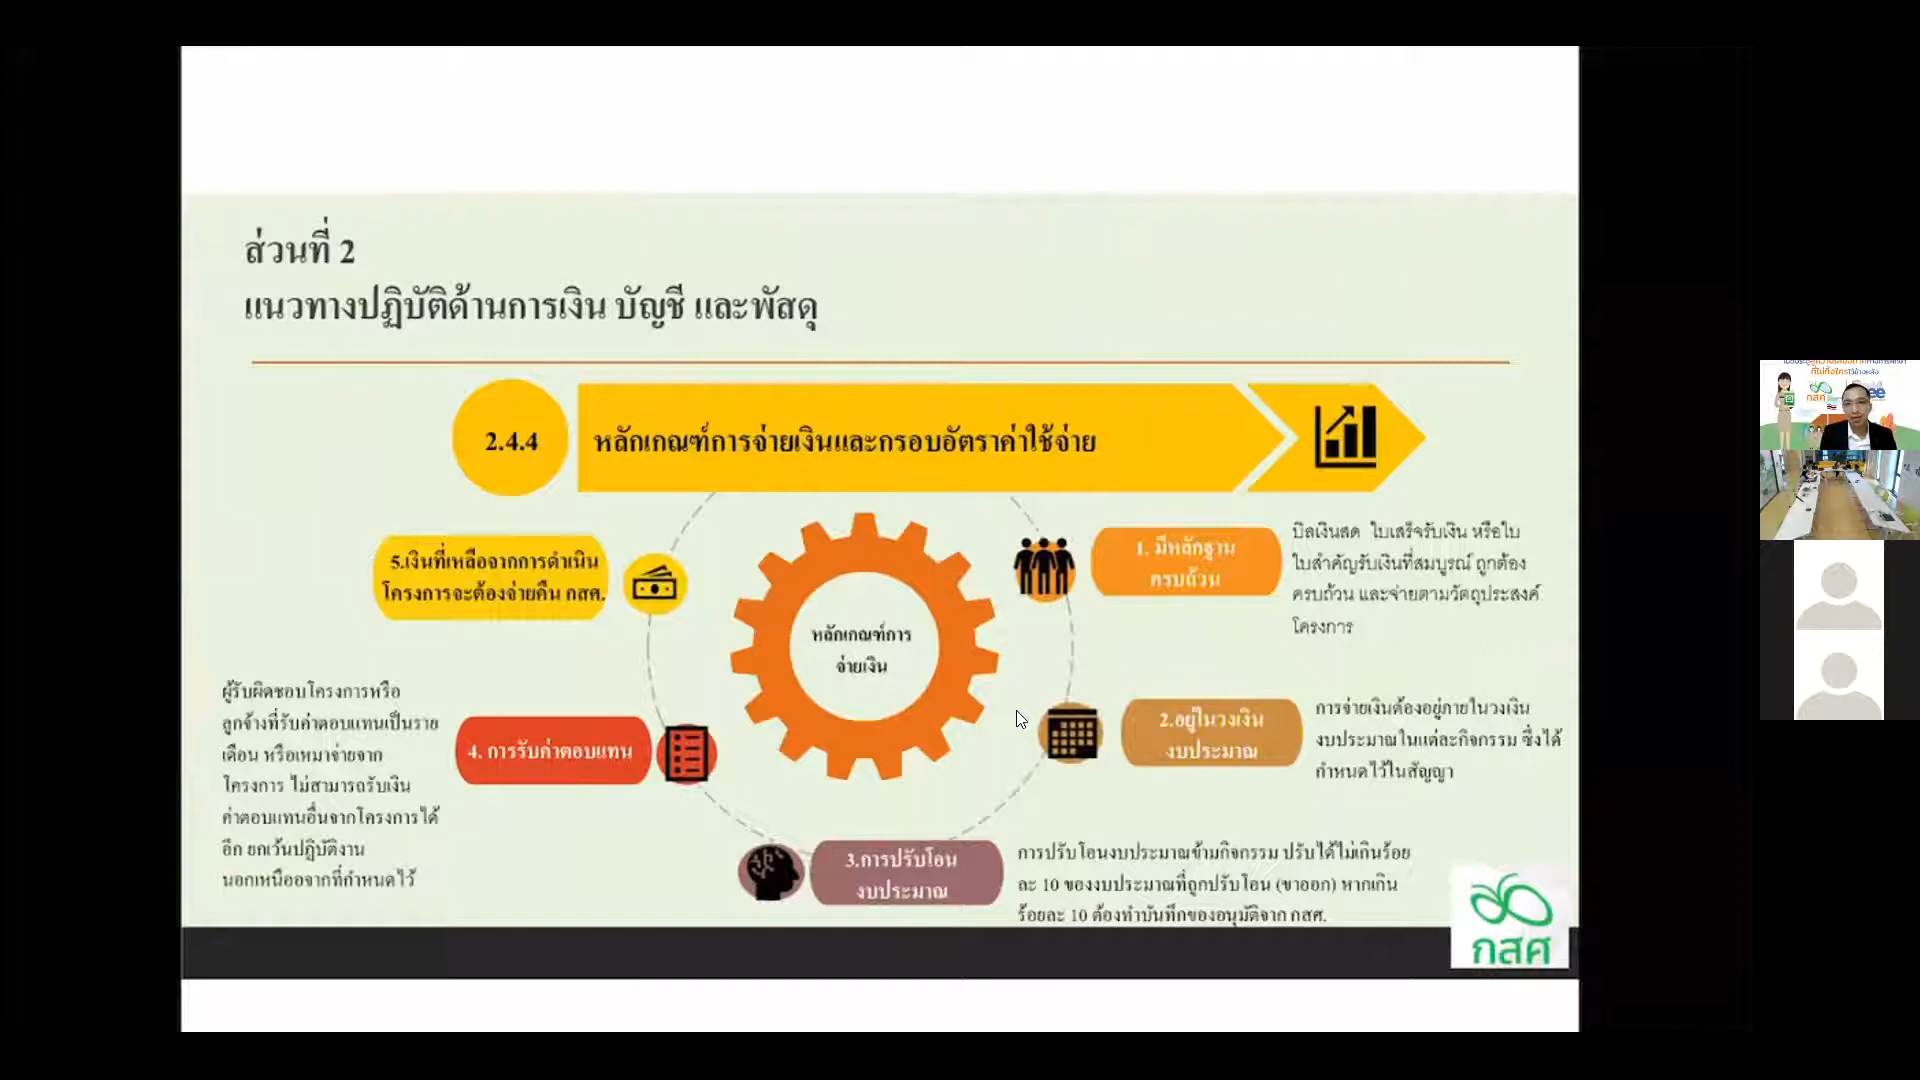 ส่วนที่ 2
แนวทางปฏิบัติด้านการเงิน บัญชี และพัสดุ
2.4.4
หลักเกณฑ์การจ่ายเงินและกรอบอัตราค่าใช้จ่าย
หลักเกณฑ์การ
จ่ายเงิน
1. มีหลักฐาน
ครบถ้วน
บิลเงินสด ใบเสร็จรับเงิน หรือใบ
ใบสำคัญรับเงินที่สมบูรณ์ ถูกต้อง
ครบถ้วน และจ่ายตามวัตถุประสงค์
โครงการ
2.อยู่ในวงเงิน
งบประมาณ
การจ่ายเงินต้องอยู่ภายในวงเงิน
งบประมาณในแต่ละกิจกรรม ซึ่งได้
กำหนดไว้ในสัญญา
3.การปรับโอน
งบประมาณ
การปรับโอนงบประมาณข้ามกิจกรรม ปรับได้ไม่เกินร้อย
ละ 10 ของงบประมาณที่ถูกปรับโอน (ขาออก) หากเกิน
ร้อยละ 10 ต้องทำบันทึกของอนุมัติจาก กสศ.
4. การรับค่าตอบแทน
ผู้รับผิดชอบโครงการหรือ
ลูกจ้างที่รับค่าตอบแทนเป็นราย
เดือน หรือเหมาจ่ายจาก
โครงการ ไม่สามารถรับเงิน
ค่าตอบแทนอื่นจากโครงการได้
อีก ยกเว้นปฏิบัติงาน
นอกเหนืออจากที่กำหนดไว้
5.เงินที่เหลือจากการดำเนิน
โครงการจะต้องจ่ายคืน กสศ.
กสศ
ที่ไม่ทิ้งใครไว้ข้างหลัง
กสศ